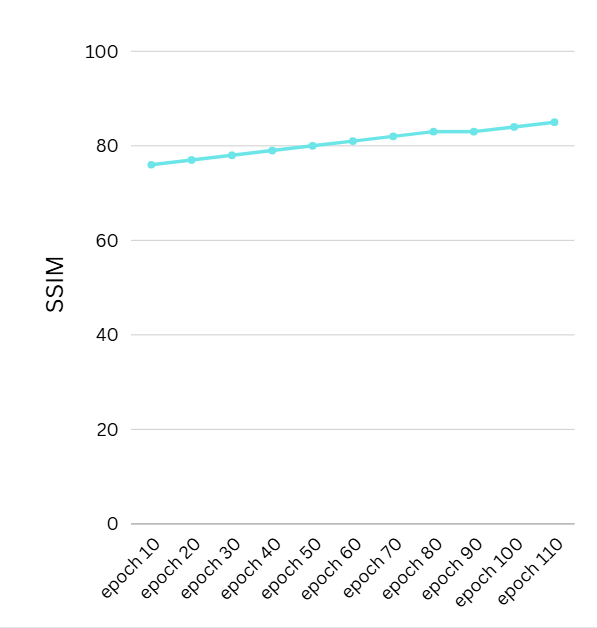 100
80
60
40
20
0
SSIM
epoch 10
epoch 20
epoch 30
epoch 40
epoch 50
epoch 60
epoch 70
epoch 80
epoch 90
epoch 100
epoch 110